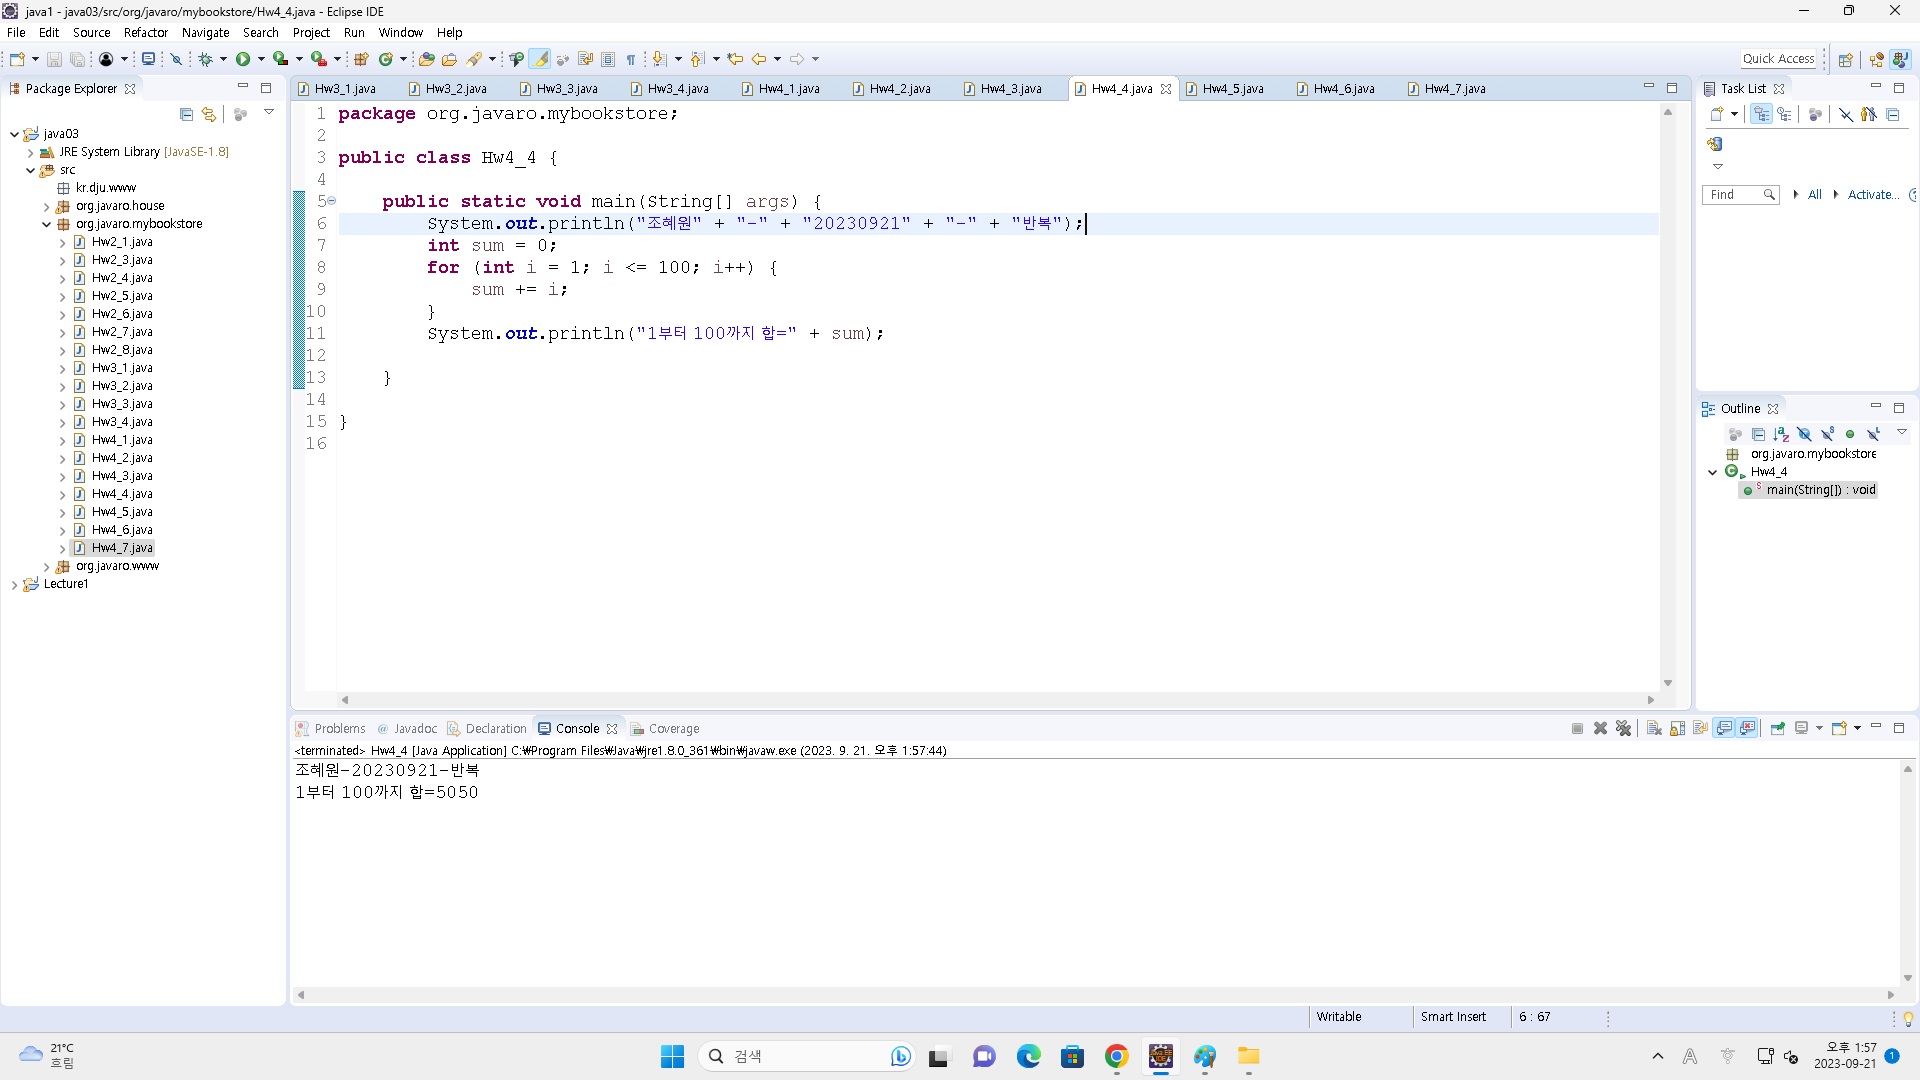 java1 - java03/src/org/javaro/mybookstore/Hw4_4.java - Eclipse IDE
File Edit Source Refactor Navigate Search Project Run Window Help
Quick Access
Package Explorer
java03
JRE System Library [JavaSE-1.8]
src
kr.dju.www
org.javaro.house
org.javaro.mybookstore
Hw2_1.java
Hw2_3.java
Hw2_4.java
Hw2_5.java
Hw2_6.java
Hw2_7.java
Hw2_8.java
Hw3_1.java
Hw3_2.java
Hw3_3.java
Hw3_4.java
Hw4_1.java
Hw4_2.java
Hw4_3.java
Hw4_4.java
Hw4_5.java
Hw4_6.java
Hw4_7.java
org.javaro.www
Lecture1
Hw3_1.java Hw3_2.java Hw3_3.java Hw3_4.java Hw4_1.java Hw4_2.java Hw4_3.java Hw4_4.java Hw4_5.java Hw4_6.java Hw4_7.java
1 package org.javaro.mybookstore;
2
3 public class Hw4_4 {
4
5 public static void main(String[] args) {
6 System.out.println("조혜원" + "-" + "20230921" + "-" + "반복");
7 int sum = 0;
8 for (int i = 1; i <= 100; i++) {
9 sum += i;
10 }
11 System.out.println("1부터 100까지 합=" + sum);
12
13 }
14
15 }
16
Task List
Find All Activate...
Outline
org.javaro.mybookstore
Hw4_4
main(String[]) : void
Problems Javadoc Declaration Console Coverage
<terminated> Hw4_4 [Java Application] C:₩Program Files₩Java₩jre1.8.0_361₩bin₩javaw.exe (2023. 9. 21. 오후 1:57:44)
조혜원-20230921-반복
1부터 100까지 합=5050
Writable Smart Insert 6 : 67
21°C
흐림
검색
오후 1:57
2023-09-21
1